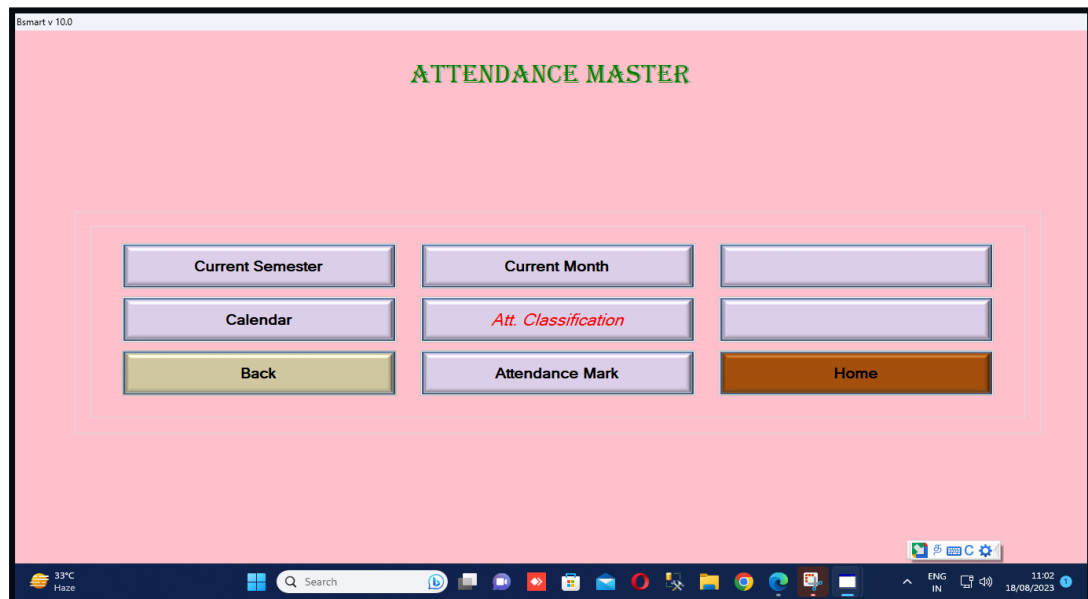 Bsmart v 10.0
ATTENDANCE MASTER
Current Semester
Current Month
Calendar
Att. Classification
Back
Attendance Mark
Home
33°C
Haze
Search
ENG
IN
11:02
18/08/2023
1